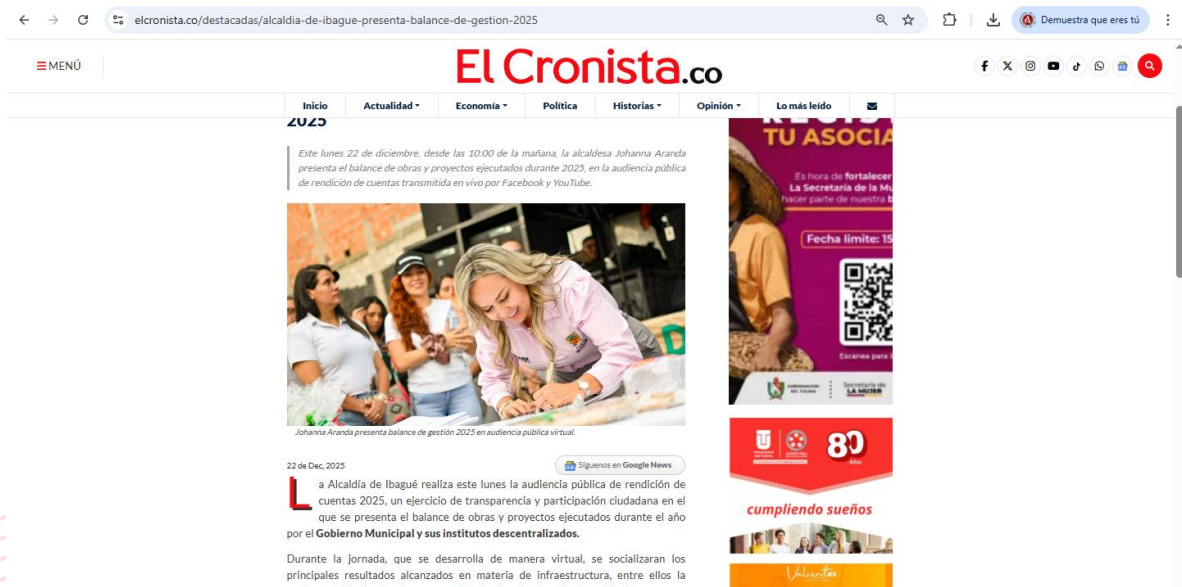 elcronista.co/destacadas/alcaldia-de-ibague-presenta-balance-de-gestion-2025
Demuestra que eres tú
MENÚ
El Cronista.co
Inicio
Actualidad
Economía
Política
Historias
Opinión
Lo más leído
2025
Este lunes 22 de diciembre, desde las 10:00 de la mañana, la alcaldesa Johanna Aranda
presenta el balance de obras y proyectos ejecutados durante 2025, en la audiencia pública
de rendición de cuentas transmitida en vivo por Facebook y YouTube.
Johanna Aranda presenta balance de gestión 2025 en audiencia pública virtual.
22 de Dec, 2025
Síguenos en Google News
La Alcaldía de Ibagué realiza este lunes la audiencia pública de rendición de
cuentas 2025, un ejercicio de transparencia y participación ciudadana en el
que se presenta el balance de obras y proyectos ejecutados durante el año
por el Gobierno Municipal y sus institutos descentralizados.
Durante la jornada, que se desarrolla de manera virtual, se socializaran los
principales resultados alcanzados en materia de infraestructura, entre ellos la
TU ASOCIA
Es hora de fortalecer
La Secretaría de la Mu
hacer parte de nuestra b
Fecha limite: 15
Escanea para
Secretaría de
LA MUJER
80
Años
cumpliendo sueños
Valientes